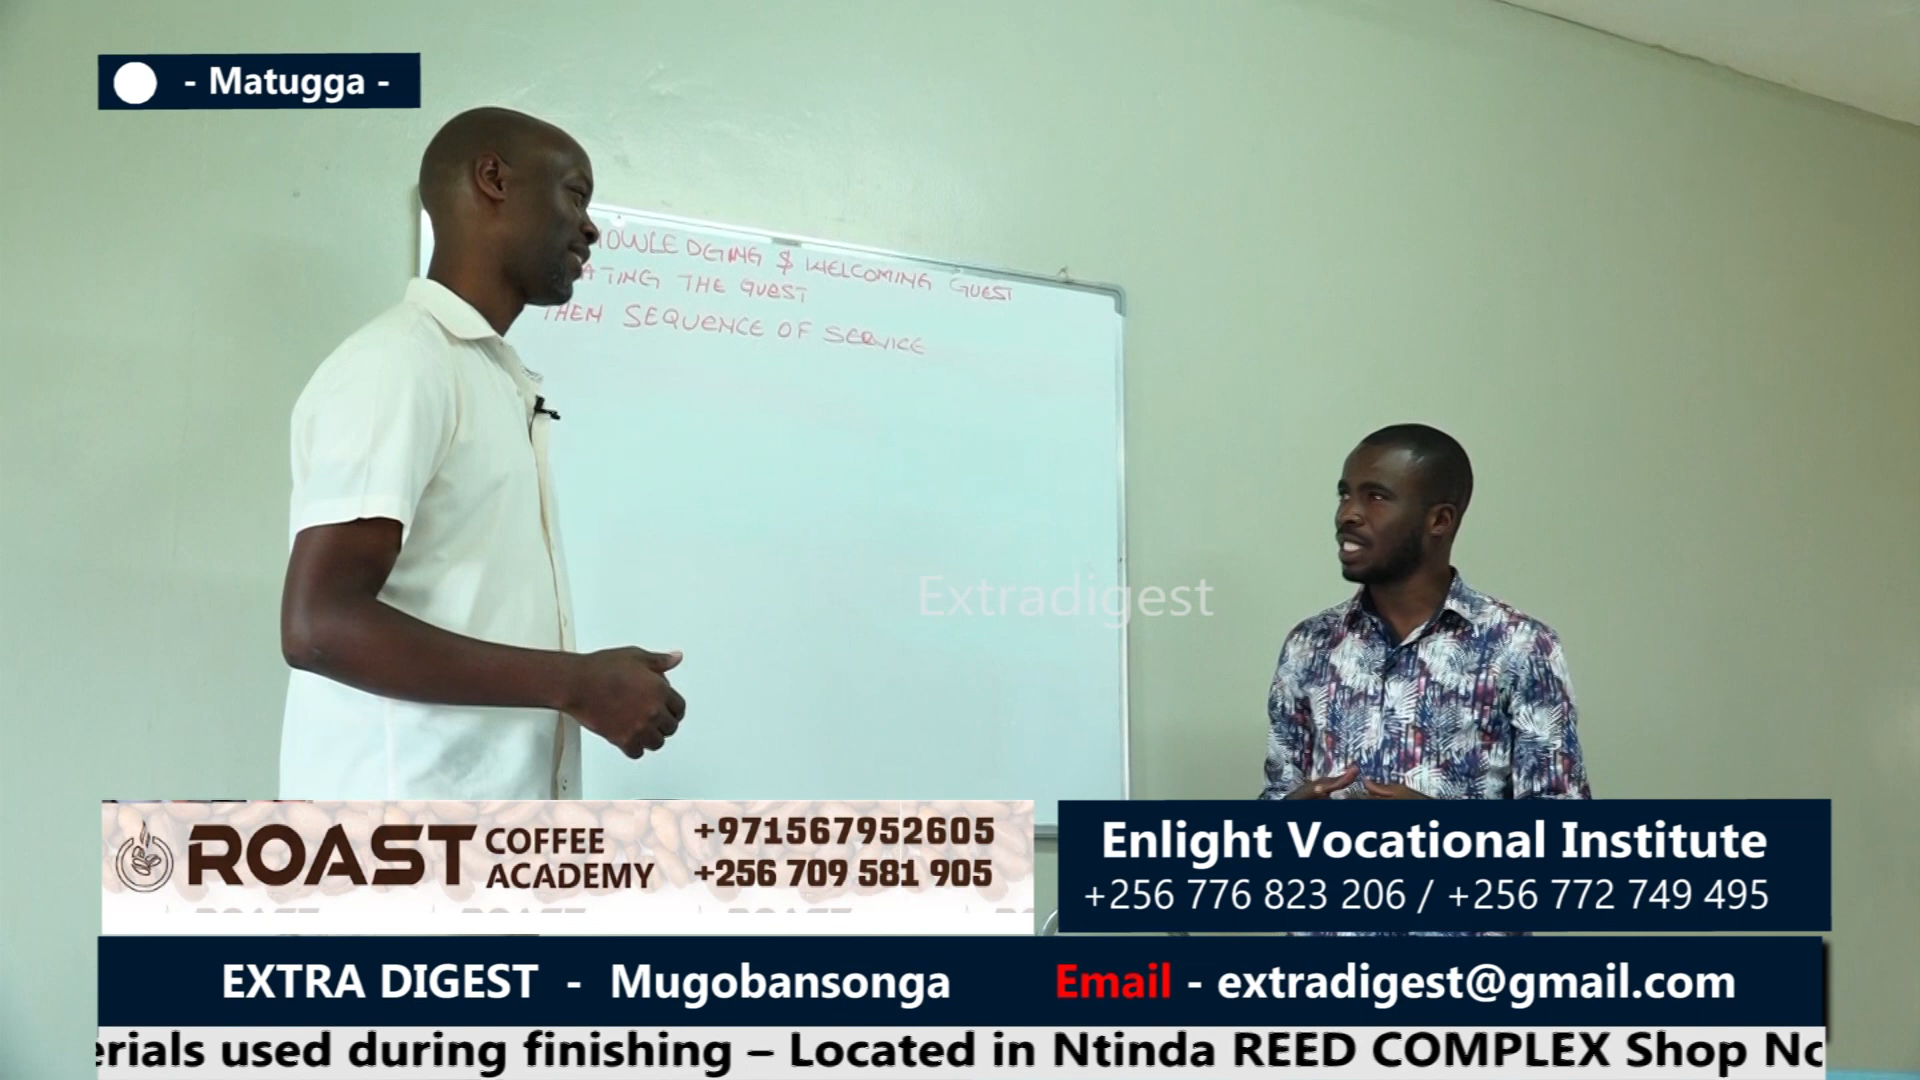 - Matugga -
OWLEDGING & WELCOMING GUEST
ATING THE GUEST
THEN SEQUENCE OF SERVICE
Extradigest
ROAST COFFEE ACADEMY
+971567952605
+256 709 581 905
Enlight Vocational Institute
+256 776 823 206 / +256 772 749 495
EXTRA DIGEST - Mugobansonga
Email - extradigest@gmail.com
erials used during finishing – Located in Ntinda REED COMPLEX Shop No